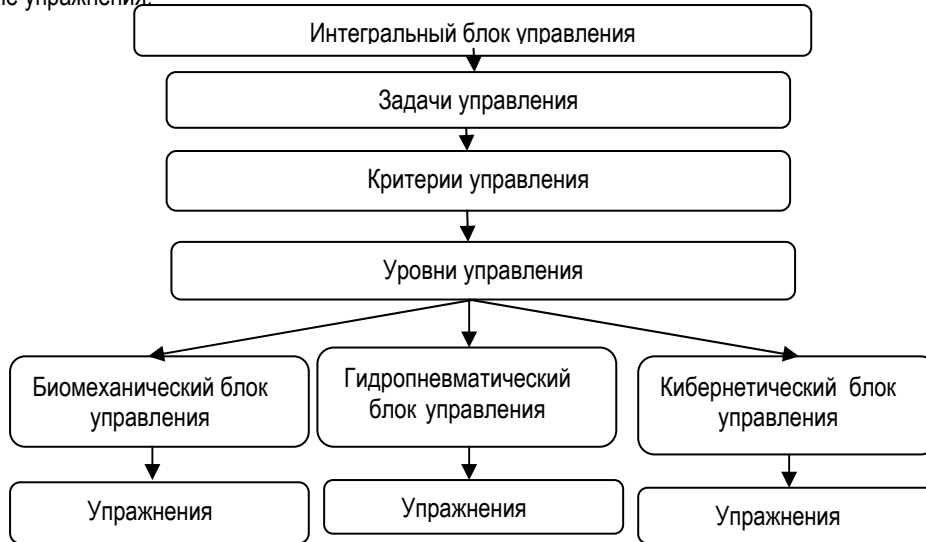 упражнения.
Интегральный блок управления
Задачи управления
Критерии управления
Уровни управления
Биомеханический блок
управления
Гидропневматический
блок управления
Кибернетический блок
управления
Упражнения
Упражнения
Упражнения